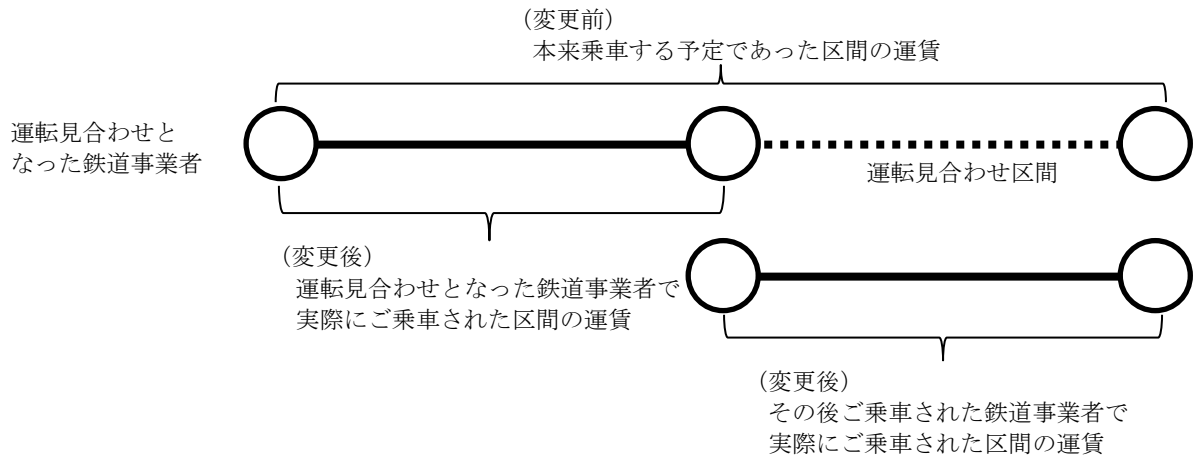 （変更前）
本来乗車する予定であった区間の運賃
運転見合わせと
なった鉄道事業者
運転見合わせ区間
（変更後）
運転見合わせとなった鉄道事業者で
実際にご乗車された区間の運賃
（変更後）
その後ご乗車された鉄道事業者で
実際にご乗車された区間の運賃